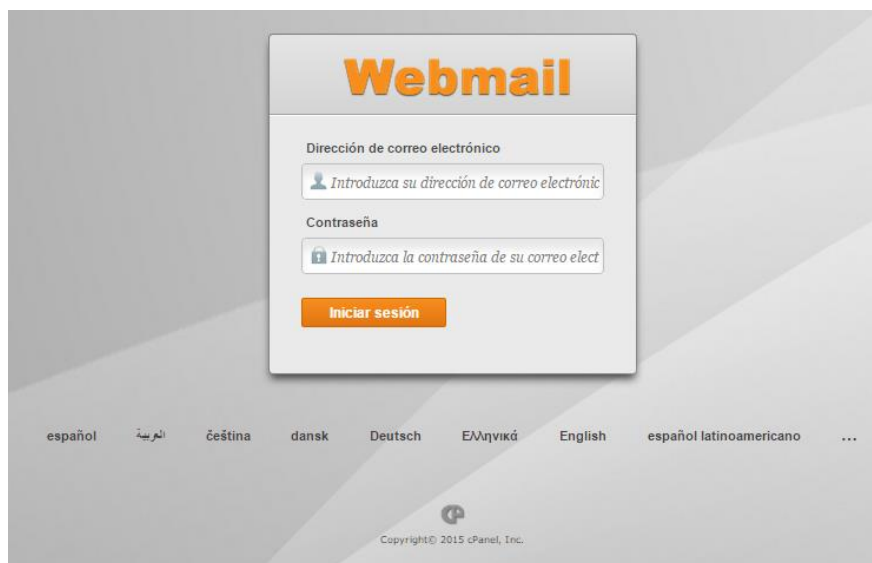 Webmail
Dirección de correo electrónico
Introduzca su dirección de correo electrónic
Contraseña
Introduzca la contraseña de su correo elect
Iniciar sesión
español العربية čeština dansk Deutsch Ελληνικά English español latinoamericano ...
cP
Copyright© 2015 cPanel, Inc.